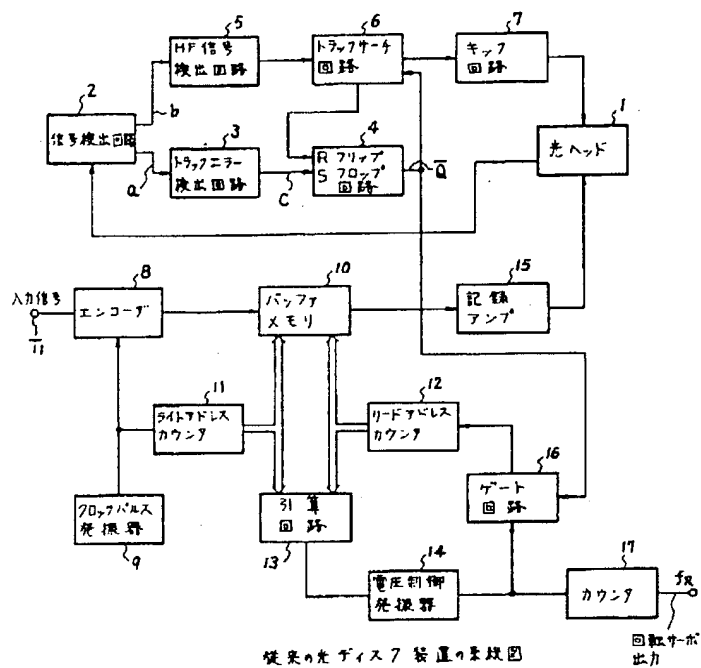 5
HF信号
検出回路
6
トラックサーチ
回路
7
キック
回路
2
信号検出回路
b
a
3
トラックエラー
検出回路
C
4
R フリップ
S フロップ
回路
Q̅
1
光ヘッド
入力信号
T1
8
エンコーダ
10
バッファ
メモリ
15
記録
アンプ
11
ライトアドレス
カウンタ
12
リードアドレス
カウンタ
16
ゲート
回路
クロックパルス
発振器
9
引算
回路
13
14
電圧制御
発振器
17
カウンタ
fR
回転サーボ
出力
従来の光ディスク装置の系統図